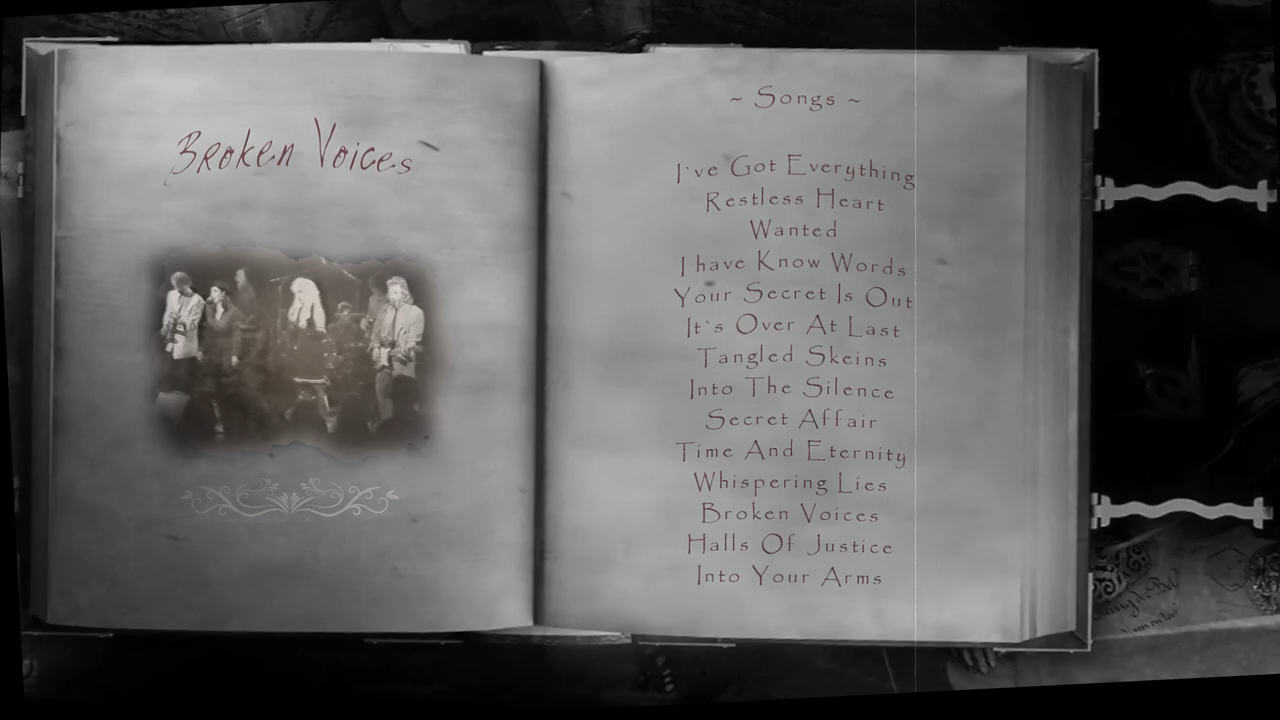 Broken Voices
~ Songs ~
I`ve Got Everything
Restless Heart
Wanted
I have Know Words
Your Secret Is Out
It`s Over At Last
Tangled Skeins
Into The Silence
Secret Affair
Time And Eternity
Whispering Lies
Broken Voices
Halls Of Justice
Into Your Arms